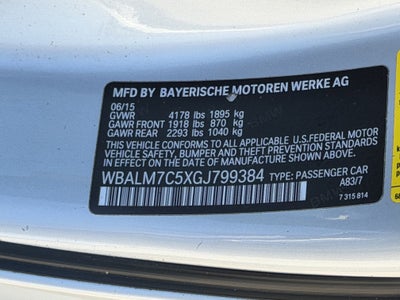 MFD BY BAYERISCHE MOTOREN WERKE AG
06/15
GVWR 4178 lbs 1895 kg
GAWR FRONT 1918 lbs 870 kg
GAWR REAR 2293 lbs 1040 kg
THIS VEHICLE CONFORMS TO ALL APPLICABLE U.S. FEDERAL MOTOR
VEHICLE SAFETY, BUMPER AND THEFT PREVENTION STANDARDS
IN EFFECT ON THE DATE OF MANUFACTURE SHOWN ABOVE.
WBALM7C5XGJ799384 TYPE: PASSENGER CAR
A83/7
7 315 814